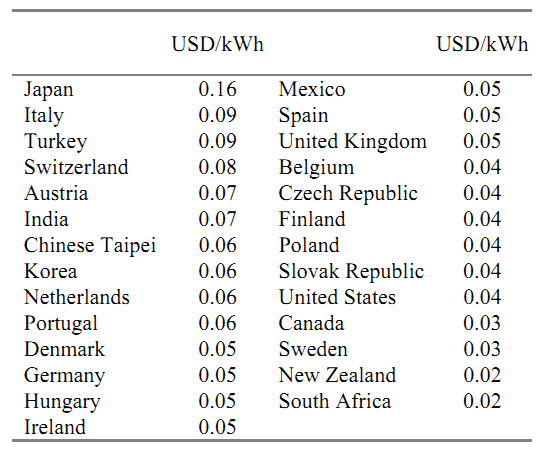 USD/kWh USD/kWh
Japan 0.16 Mexico 0.05
Italy 0.09 Spain 0.05
Turkey 0.09 United Kingdom 0.05
Switzerland 0.08 Belgium 0.04
Austria 0.07 Czech Republic 0.04
India 0.07 Finland 0.04
Chinese Taipei 0.06 Poland 0.04
Korea 0.06 Slovak Republic 0.04
Netherlands 0.06 United States 0.04
Portugal 0.06 Canada 0.03
Denmark 0.05 Sweden 0.03
Germany 0.05 New Zealand 0.02
Hungary 0.05 South Africa 0.02
Ireland 0.05